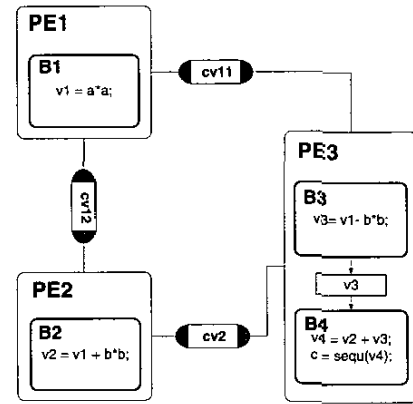 PE1
B1
v1 = a*a;
cv11
cv12
PE3
B3
v3= v1- b*b;
v3
B4
v4 = v2 + v3;
c = sequ(v4);
PE2
B2
v2 = v1 + b*b;
cv2